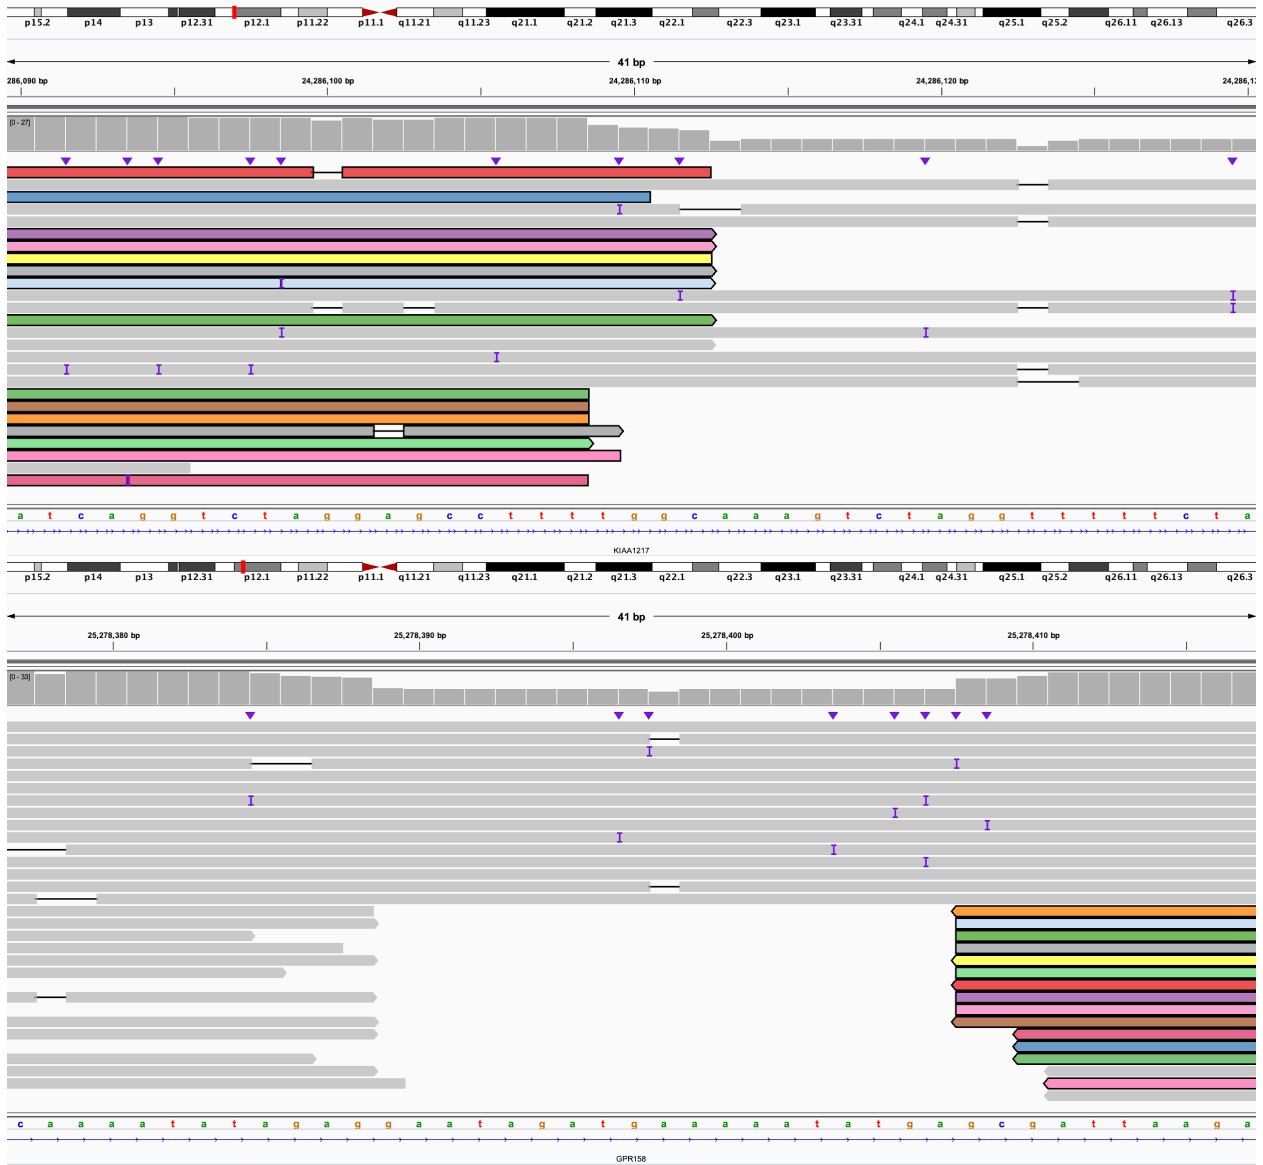 p15.2 p14 p13 p12.31 p12.1 p11.22 p11.1 q11.21 q11.23 q21.1 q21.2 q21.3 q22.1 q22.3 q23.1 q23.31 q24.1 q24.31 q25.1 q25.2 q26.11 q26.13 q26.3
41 bp
286,090 bp 24,286,100 bp 24,286,110 bp 24,286,120 bp 24,286,13
[0 - 27]
a t c a g g t c t a g g a g c c t t t t g g c a a a g t c t a g g t t t t t c t a
KIAA1217
p15.2 p14 p13 p12.31 p12.1 p11.22 p11.1 q11.21 q11.23 q21.1 q21.2 q21.3 q22.1 q22.3 q23.1 q23.31 q24.1 q24.31 q25.1 q25.2 q26.11 q26.13 q26.3
41 bp
25,278,380 bp 25,278,390 bp 25,278,400 bp 25,278,410 bp
[0 - 33]
c a a a a t a t a g a g g a a t a g a t g a a a a a t a t g a g c g a t t a a g a
GPR158